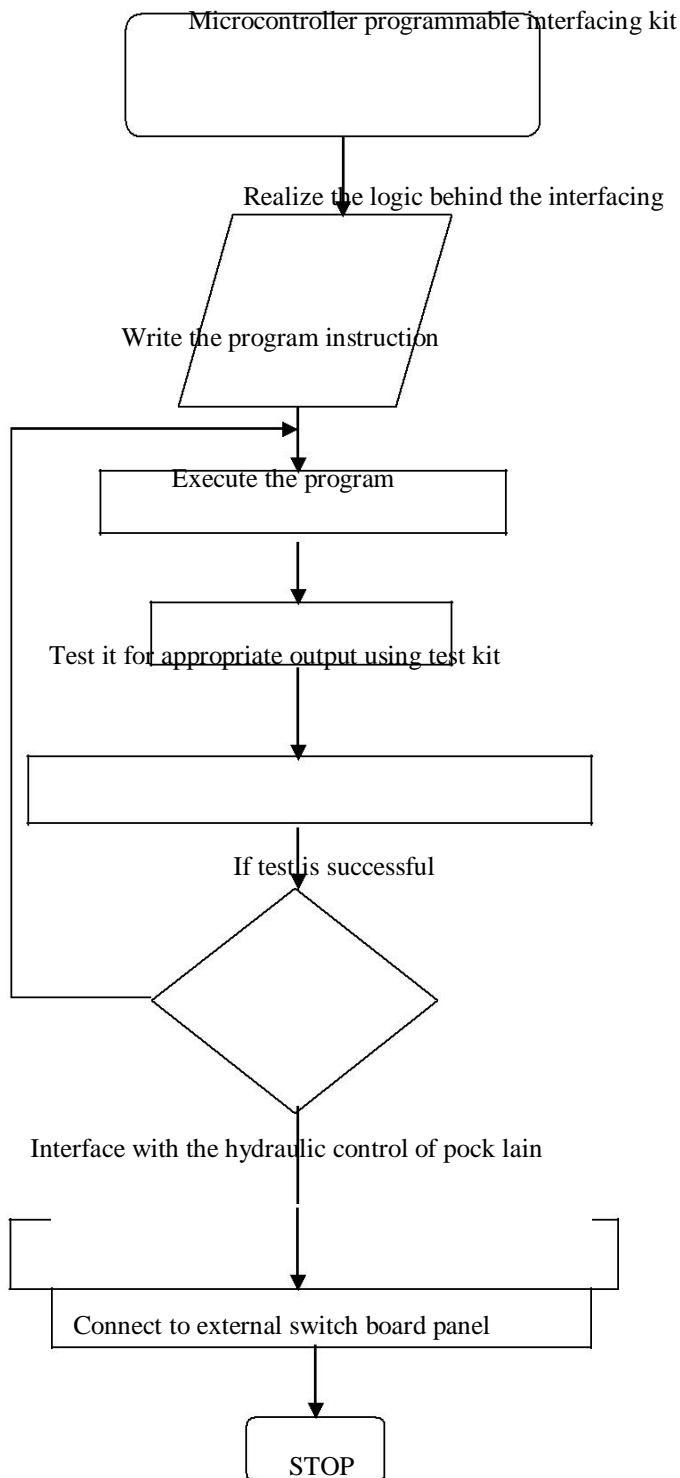 Microcontroller programmable interfacing kit
Realize the logic behind the interfacing
Write the program instruction
Execute the program
Test it for appropriate output using test kit
If test is successful
Interface with the hydraulic control of pock lain
Connect to external switch board panel
STOP